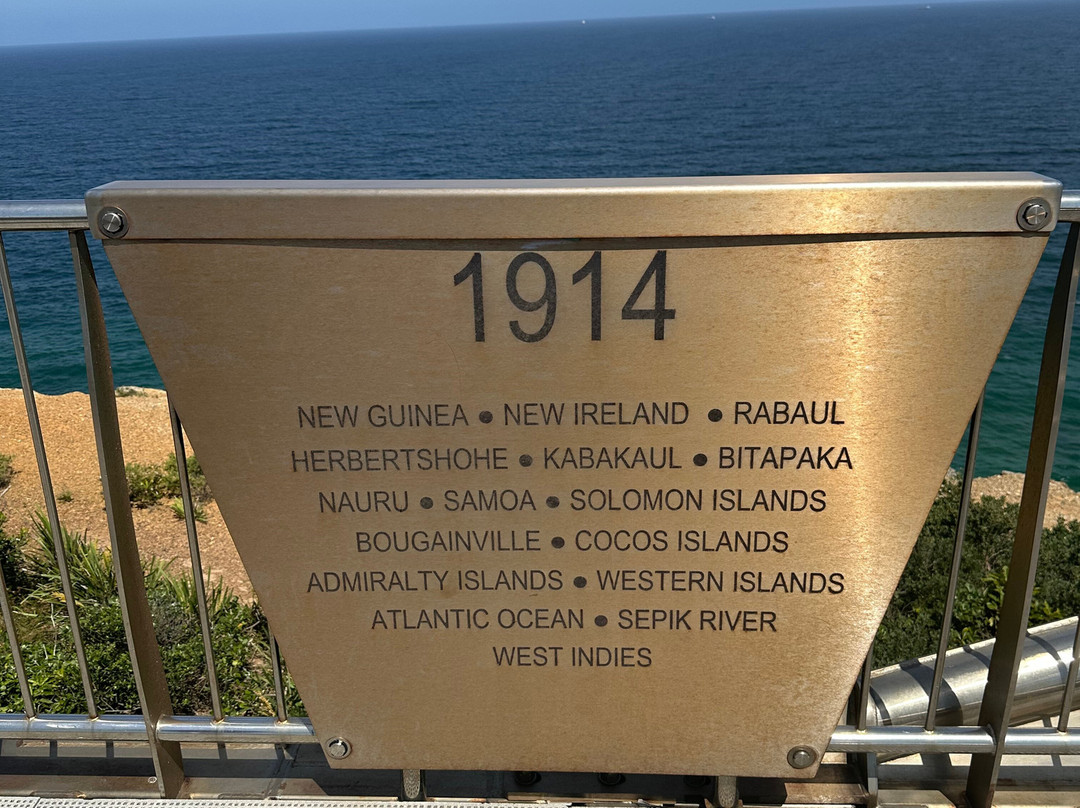 1914
NEW GUINEA ● NEW IRELAND ● RABAUL
HERBERTSHOHE ● KABAKAUL ● BITAPAKA
NAURU ● SAMOA ● SOLOMON ISLANDS
BOUGAINVILLE ● COCOS ISLANDS
ADMIRALTY ISLANDS ● WESTERN ISLANDS
ATLANTIC OCEAN ● SEPIK RIVER
WEST INDIES